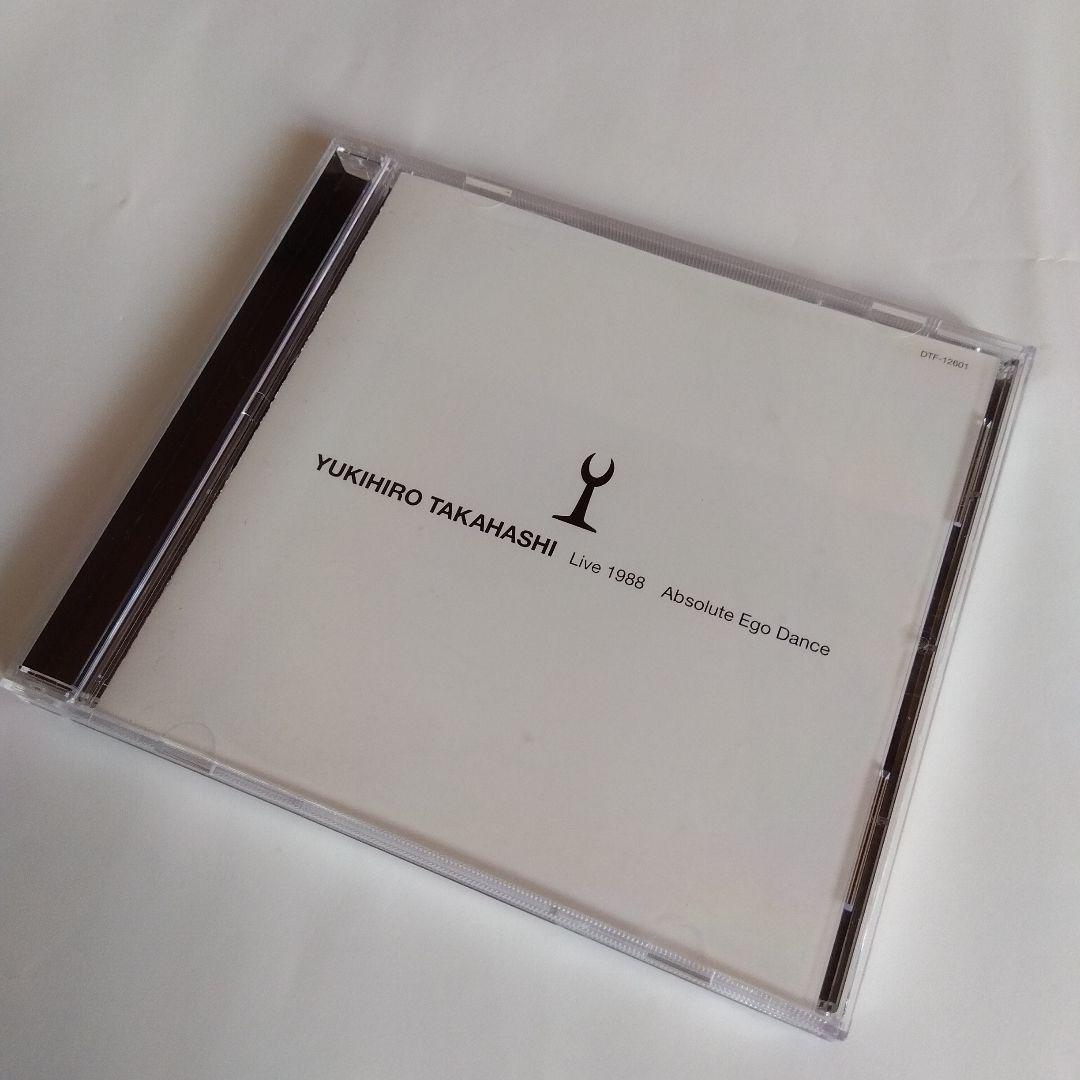 DTF-12601
YUKIHIRO TAKAHASHI Live 1988 Absolute Ego Dance